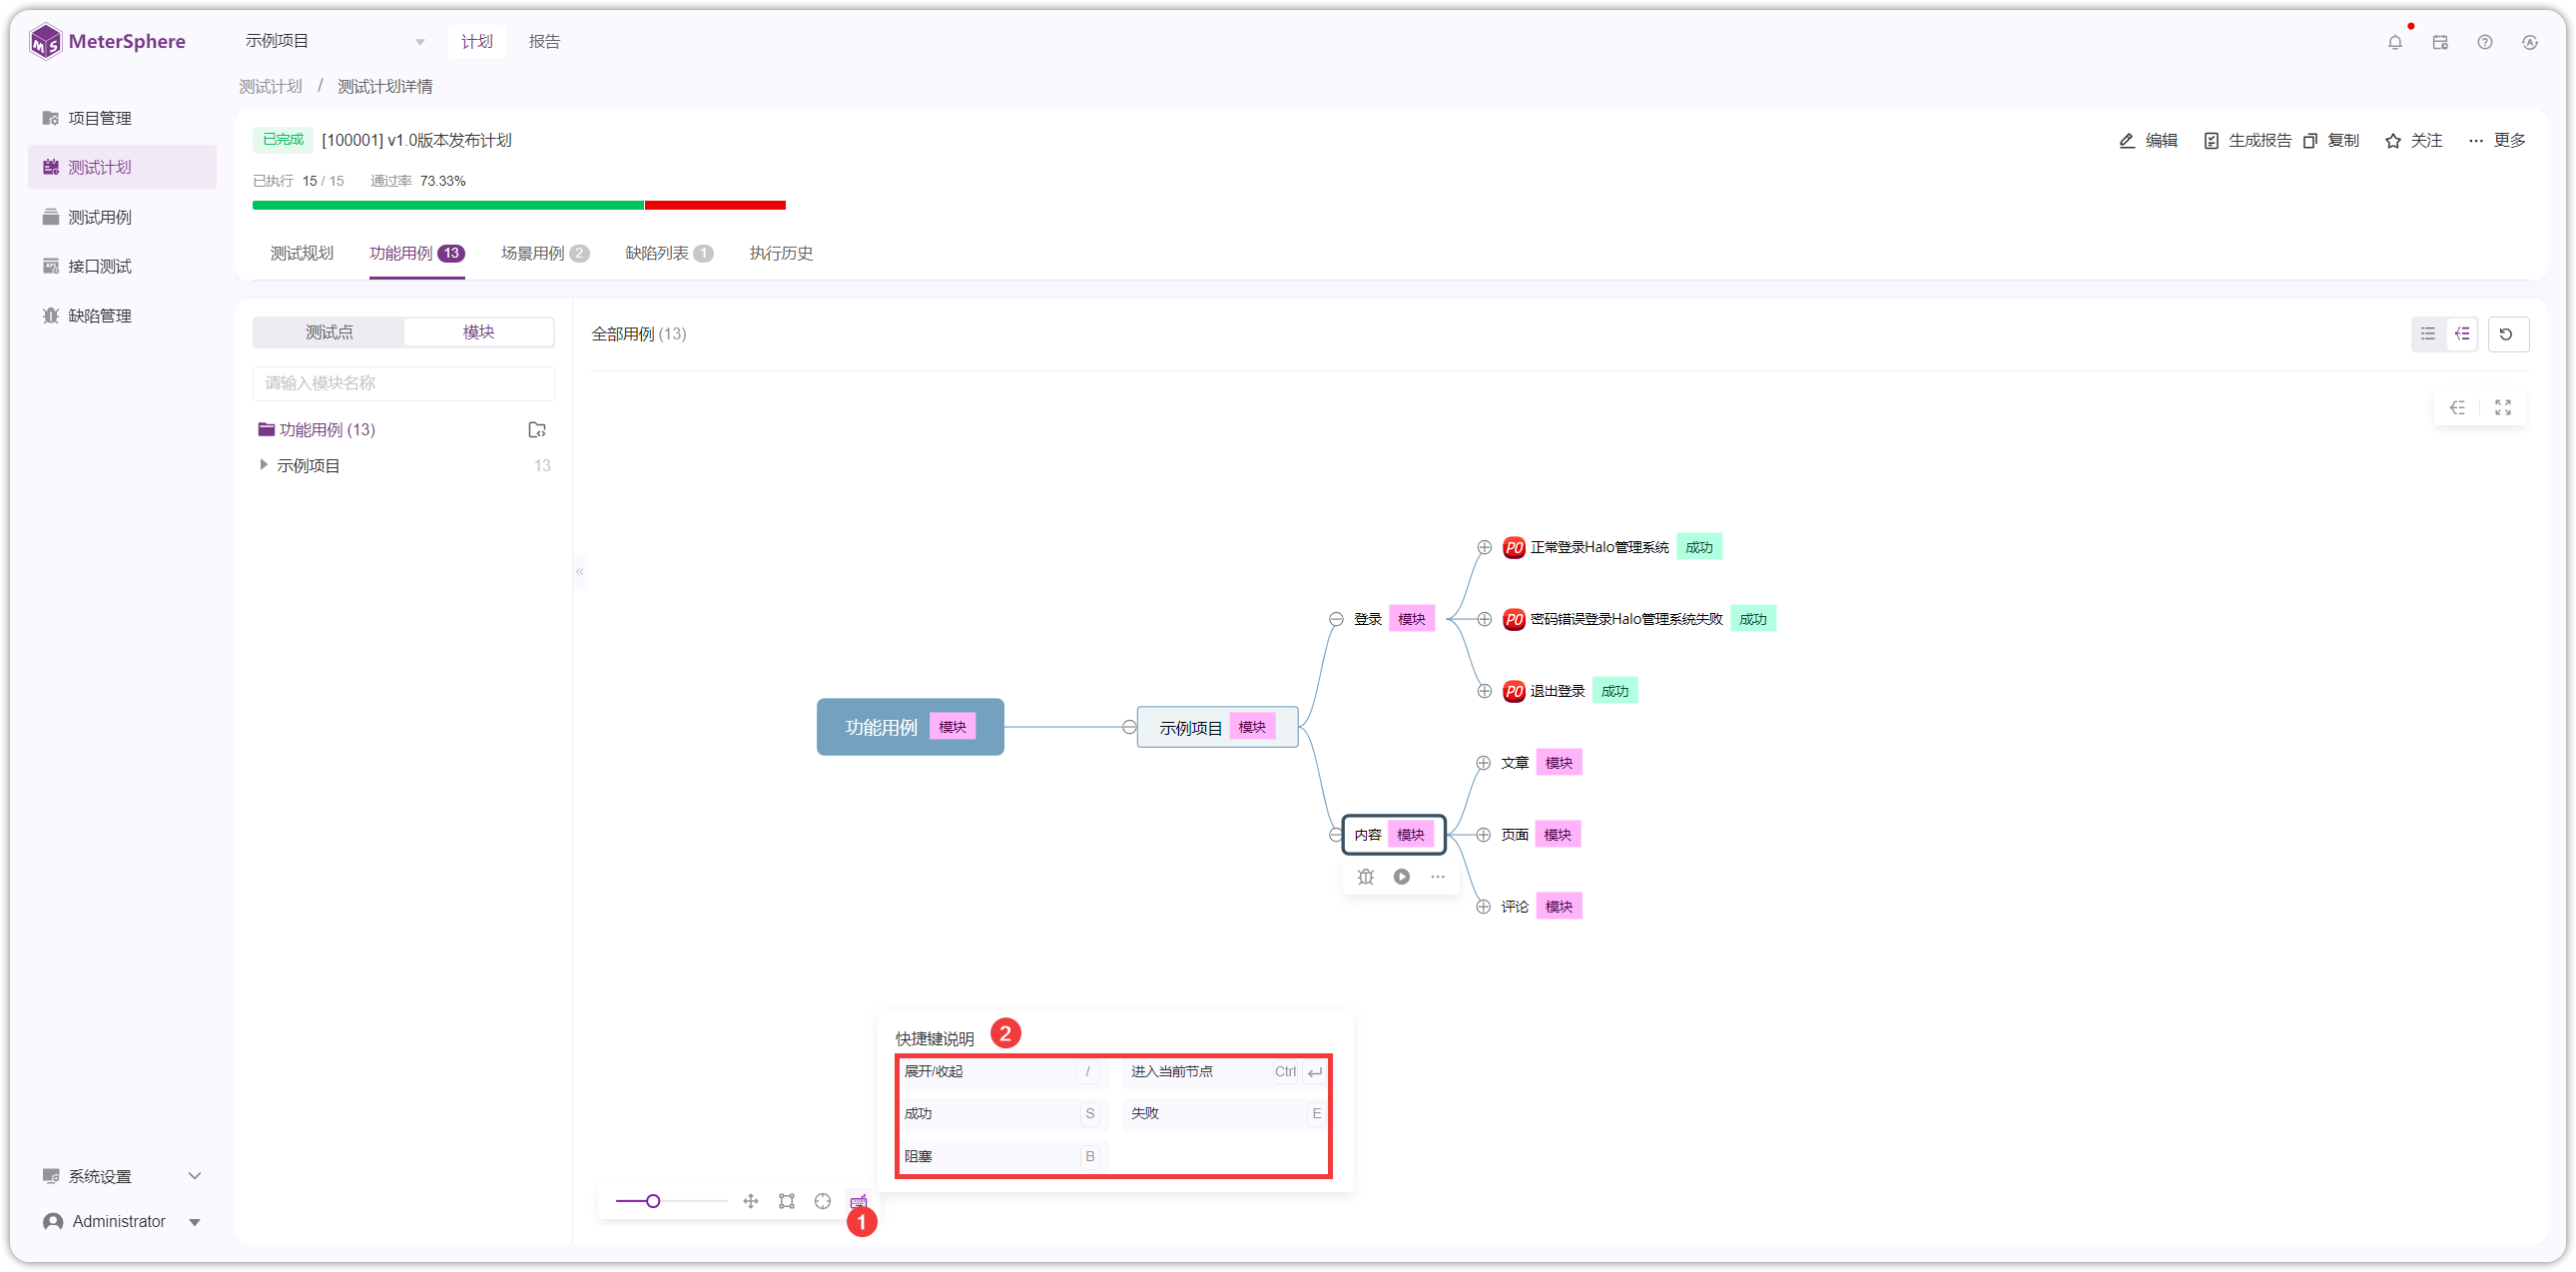 MeterSphere
示例项目
计划
报告
测试计划 / 测试计划详情
项目管理
测试计划
测试用例
接口测试
缺陷管理
已完成 [100001] v1.0版本发布计划
编辑
生成报告
复制
关注
更多
已执行 15 / 15 通过率 73.33%
测试规划
功能用例 13
场景用例 2
缺陷列表 1
执行历史
测试点
模块
请输入模块名称
功能用例 (13)
示例项目 13
全部用例 (13)
P0 正常登录Halo管理系统 成功
登录 模块
P0 密码错误登录Halo管理系统失败 成功
P0 退出登录 成功
功能用例 模块
示例项目 模块
文章 模块
内容 模块
页面 模块
评论 模块
快捷键说明 2
展开/收起 /
进入当前节点 Ctrl ↵
成功 S
失败 E
阻塞 B
1
系统设置
Administrator